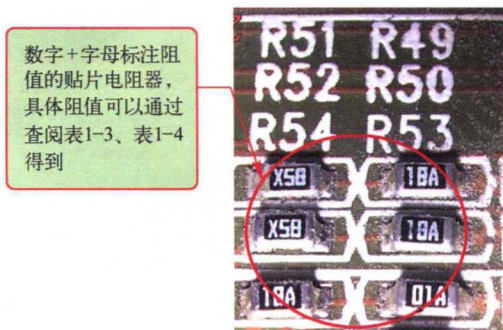 数字+字母标注阻
值的贴片电阻器，
具体阻值可以通过
查阅表1-3、表1-4
得到
R51 R49
R52 R50
R54 R53
X58 18A
X58 18A
18A 01A